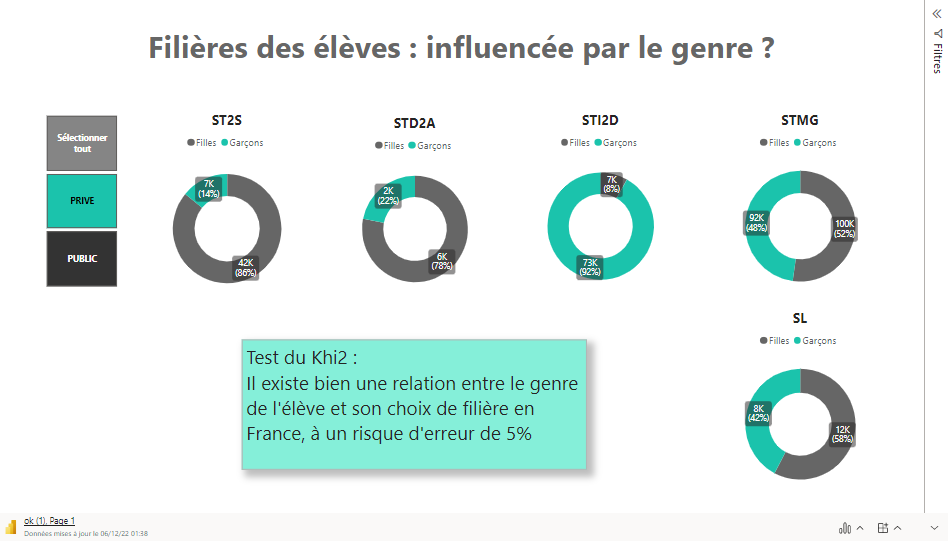 Filières des élèves : influencée par le genre ?
Filtres
Sélectionner
tout
PRIVE
PUBLIC
ST2S
Filles Garçons
7K
(14%)
42K
(86%)
STD2A
Filles Garçons
2K
(22%)
6K
(78%)
STI2D
Filles Garçons
7K
(8%)
73K
(92%)
STMG
Filles Garçons
92K
(48%)
100K
(52%)
SL
Filles Garçons
8K
(42%)
12K
(58%)
Test du Khi2 :
Il existe bien une relation entre le genre
de l'élève et son choix de filière en
France, à un risque d'erreur de 5%
ok (1), Page 1
Données mises à jour le 06/12/22 01:38